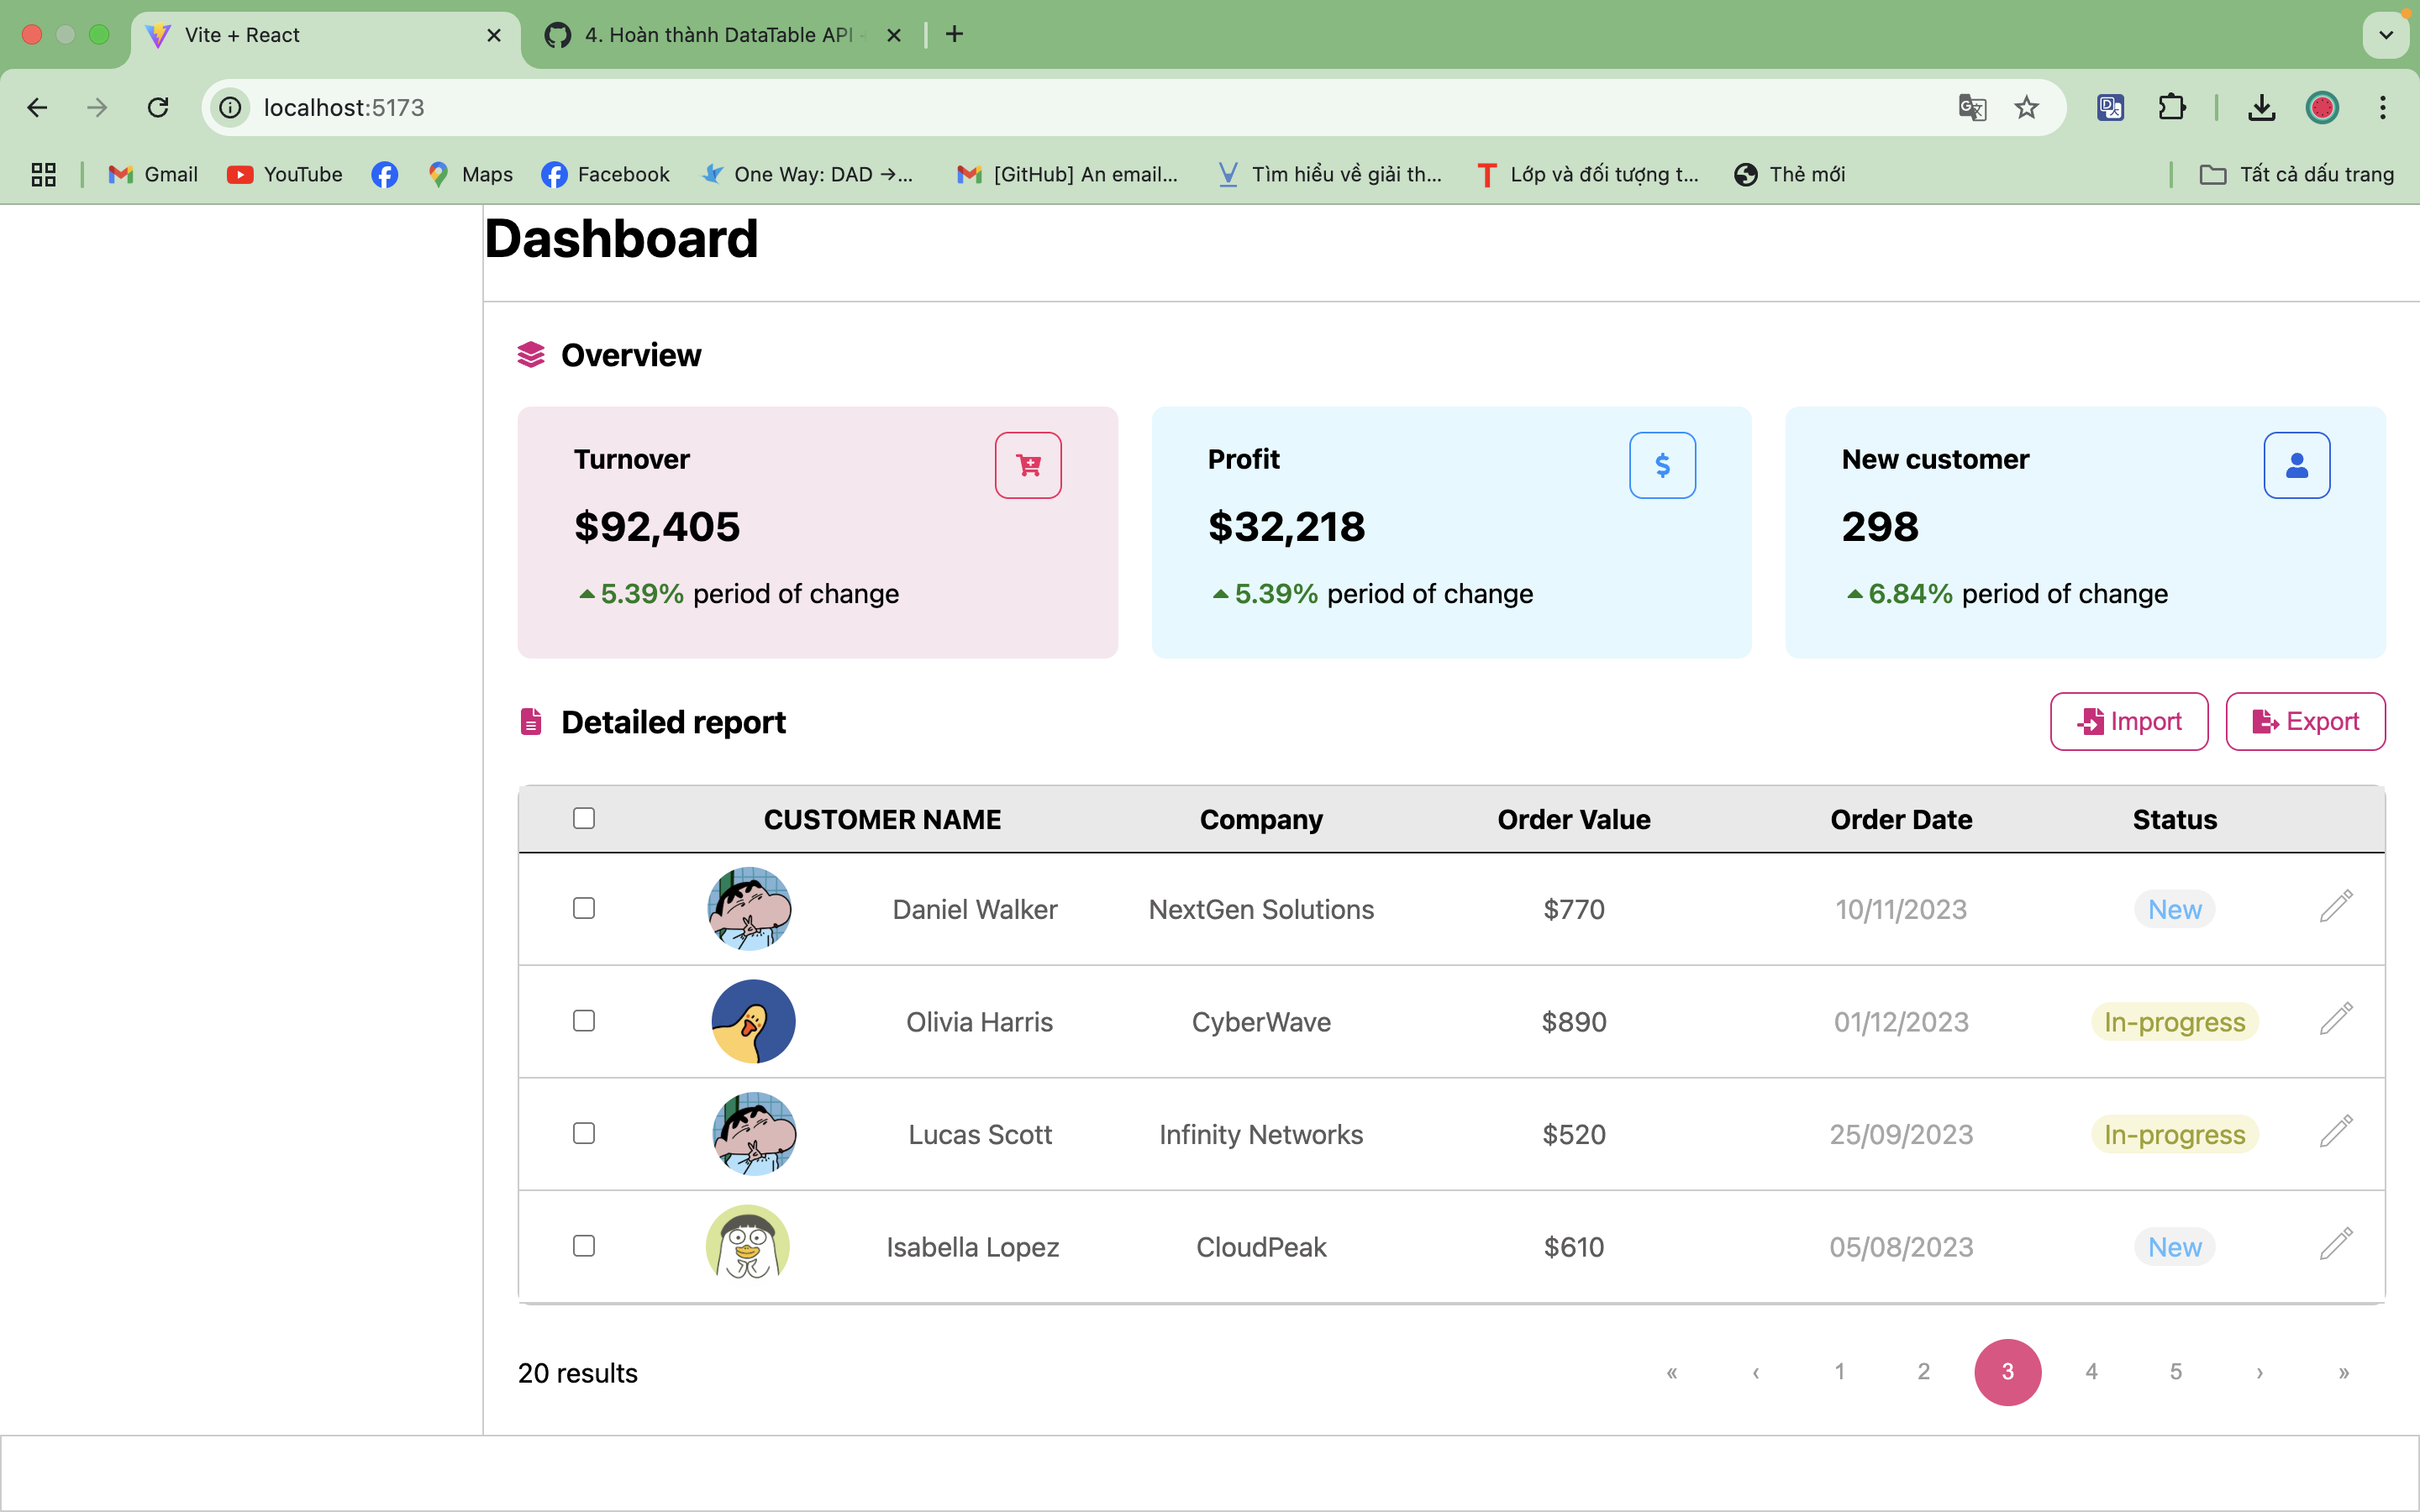 Vite + React
4. Hoàn thành DataTable API
localhost:5173
Gmail YouTube Maps Facebook One Way: DAD →... [GitHub] An email... Tìm hiểu về giải th... Lớp và đối tượng t... Thẻ mới Tất cả dấu trang
Dashboard
Overview
Turnover
$92,405
5.39% period of change
Profit
$32,218
5.39% period of change
New customer
298
6.84% period of change
Detailed report
Import Export
CUSTOMER NAME Company Order Value Order Date Status
Daniel Walker NextGen Solutions $770 10/11/2023 New
Olivia Harris CyberWave $890 01/12/2023 In-progress
Lucas Scott Infinity Networks $520 25/09/2023 In-progress
Isabella Lopez CloudPeak $610 05/08/2023 New
20 results « ‹ 1 2 3 4 5 › »